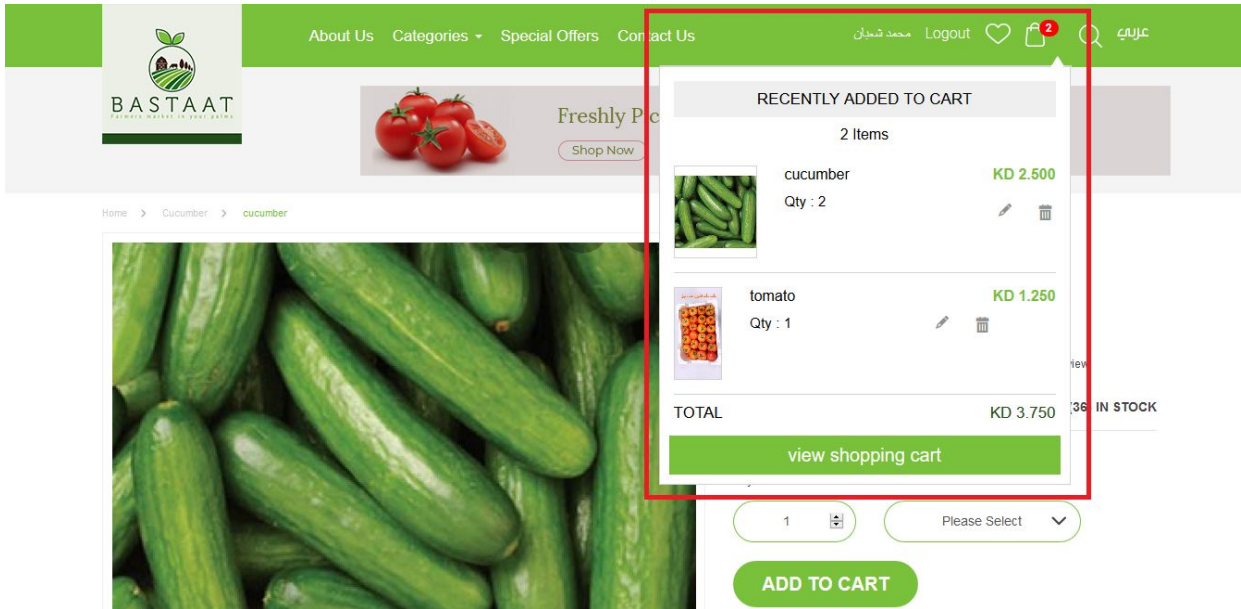 About Us Categories Special Offers Contact Us محمد شعبان Logout 2 عربي
BASTAAT
Farmers market in your palms
Freshly Pic
Shop Now
RECENTLY ADDED TO CART
2 Items
cucumber KD 2.500
Qty : 2
tomato KD 1.250
Qty : 1
TOTAL KD 3.750
view shopping cart
Home > Cucumber > cucumber
iew
(36) IN STOCK
1 Please Select
ADD TO CART